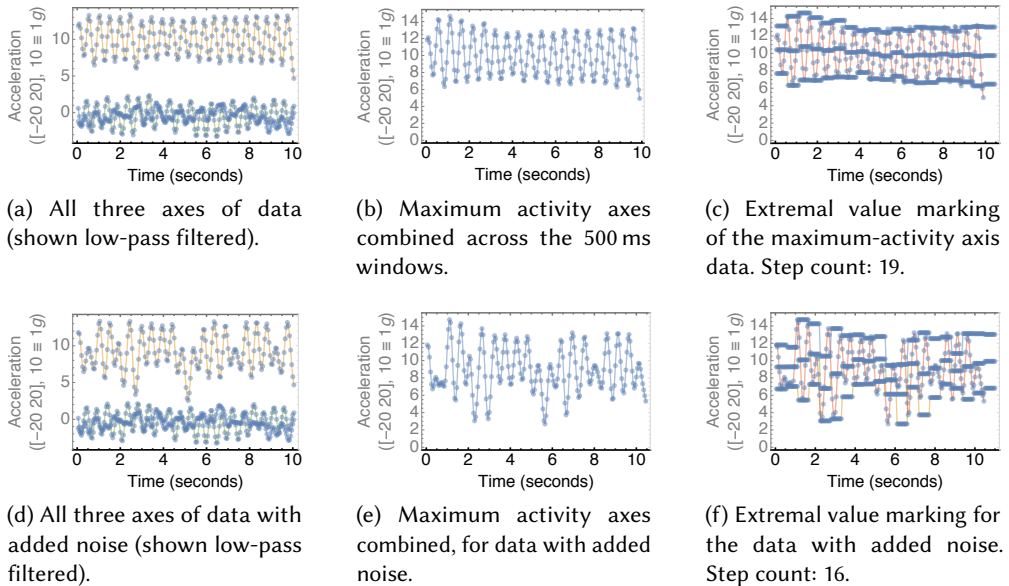 Acceleration
([−20 20], 10 ≡ 1g)
10
5
0
0 2 4 6 8 10
Time (seconds)
(a) All three axes of data
(shown low-pass filtered).
Acceleration
([−20 20], 10 ≡ 1g)
14
12
10
8
6
4
2
0
0 2 4 6 8 10
Time (seconds)
(b) Maximum activity axes
combined across the 500 ms
windows.
Acceleration
([−20 20], 10 ≡ 1g)
14
12
10
8
6
4
2
0
0 2 4 6 8 10
Time (seconds)
(c) Extremal value marking
of the maximum-activity axis
data. Step count: 19.
Acceleration
([−20 20], 10 ≡ 1g)
10
5
0
0 2 4 6 8 10
Time (seconds)
(d) All three axes of data with
added noise (shown low-pass
filtered).
Acceleration
([−20 20], 10 ≡ 1g)
14
12
10
8
6
4
2
0
0 2 4 6 8 10
Time (seconds)
(e) Maximum activity axes
combined, for data with added
noise.
Acceleration
([−20 20], 10 ≡ 1g)
14
12
10
8
6
4
2
0
0 2 4 6 8 10
Time (seconds)
(f) Extremal value marking for
the data with added noise.
Step count: 16.